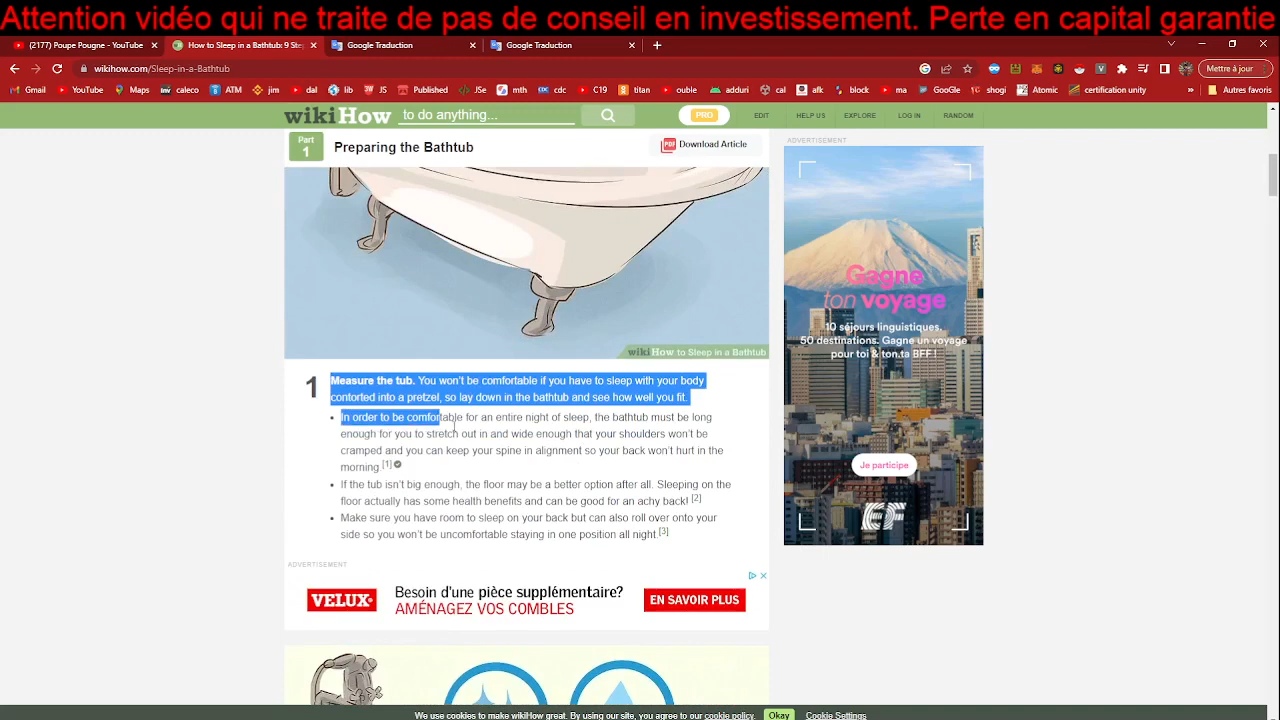 Attention vidéo qui ne traite de pas de conseil en investissement. Perte en capital garantie
(2177) Poupe Pogne - YouTube
How to Sleep in a Bathtub: 9 Ste
Google Traduction
Google Traduction
wikihow.com/Sleep-in-a-Bathtub
Mettre à jour
Gmail YouTube Maps Caleco ATM jim dal lib JS FC JSfez mth cdc CC19 titan ouble adduru cal afk block ma shogi Atomic certification unity
wikiHow to do anything... PRO EDIT HELP US EXPLORE LOG IN RANDOM
Part 1
Preparing the Bathtub
Download Article
wikiHow to Sleep in a Bathtub
1
Measure the tub. You won't be comfortable if you have to sleep with your body
contorted into a pretzel, so lay down in the bathtub and see how well you fit.
In order to be comfortable for an entire night of sleep, the bathtub must be long
enough for you to stretch out in and wide enough that your shoulders won't be
cramped and you can keep your spine in alignment so your back won't hurt in the
morning [1]
If the tub isn't big enough, the floor may be a better option after all. Sleeping on the
floor actually has some health benefits and can be good for an achy back! [2]
Make sure you have room to sleep on your back but can also roll over onto your
side so you won't be uncomfortable staying in one position all night.[3]
ADVERTISEMENT
VELUX
Besoin d'une pièce supplémentaire?
AMÉNAGEZ VOS COMBLES
EN SAVOIR PLUS
ADVERTISEMENT
Gagne
ton voyage
10 séjours linguistiques.
50 destinations. Gagne un voyage
pour toi & ton.ta BFF !
Je participe
EF
We use cookies to make wikiHow great. By using our site, you agree to our cookie policy. Okay Cookie Settings